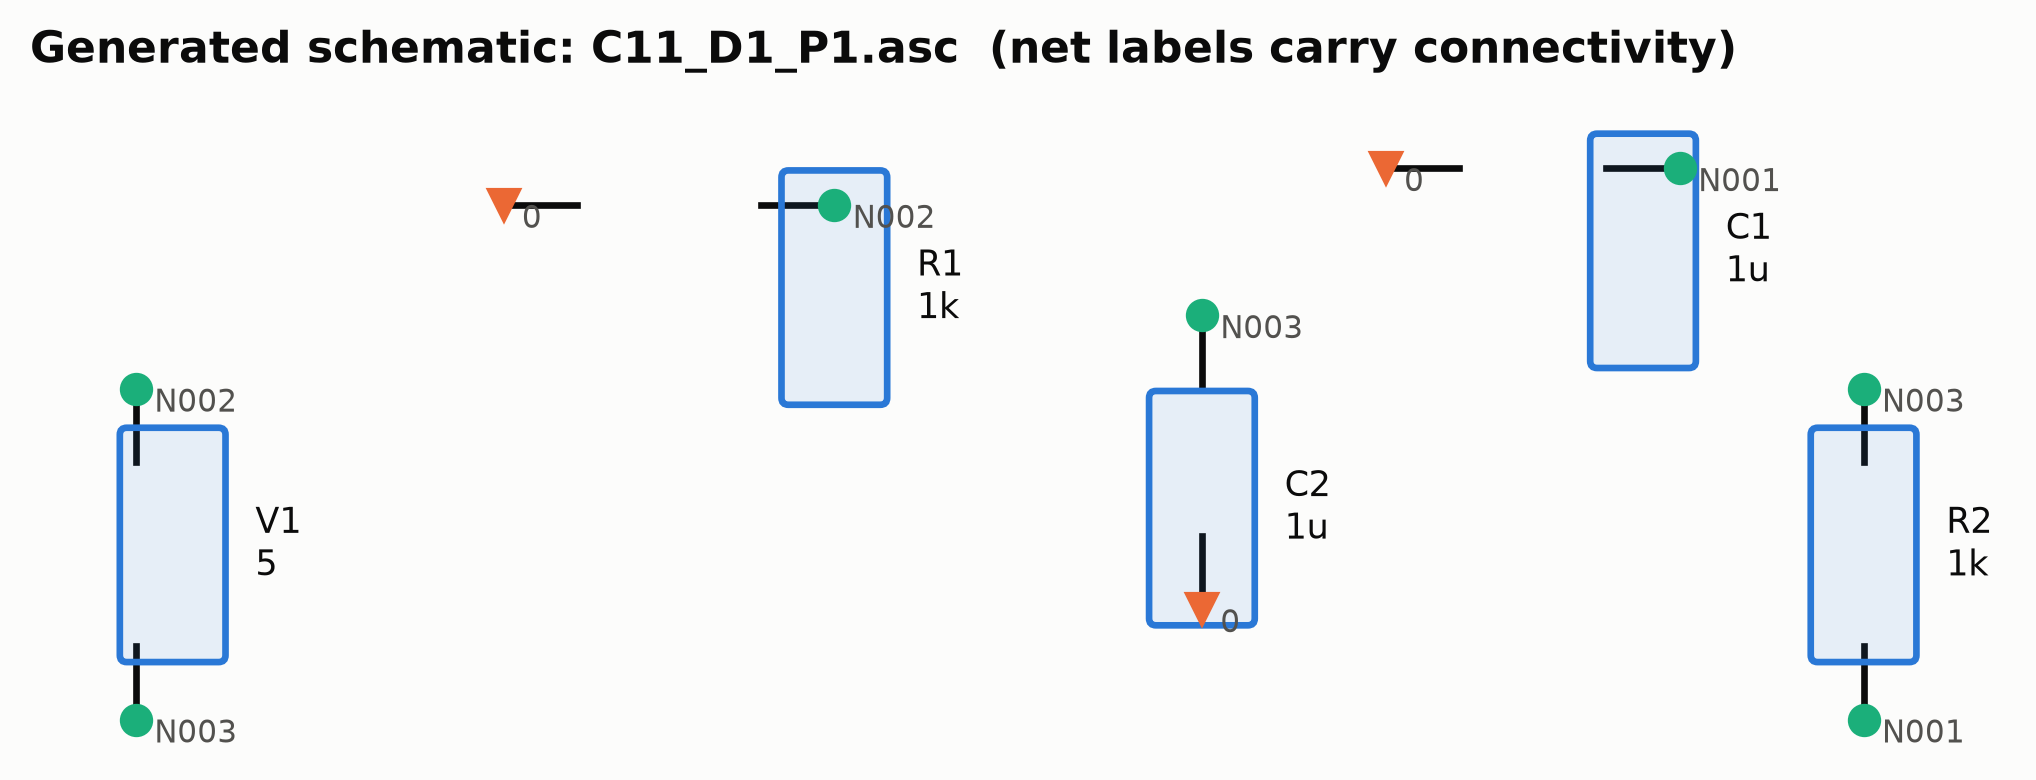 Generated schematic: C11_D1_P1.asc  (net labels carry connectivity)
0
N002
R1
1k
0
N001
C1
1u
N002
V1
5
N003
N003
C2
1u
0
N003
R2
1k
N001